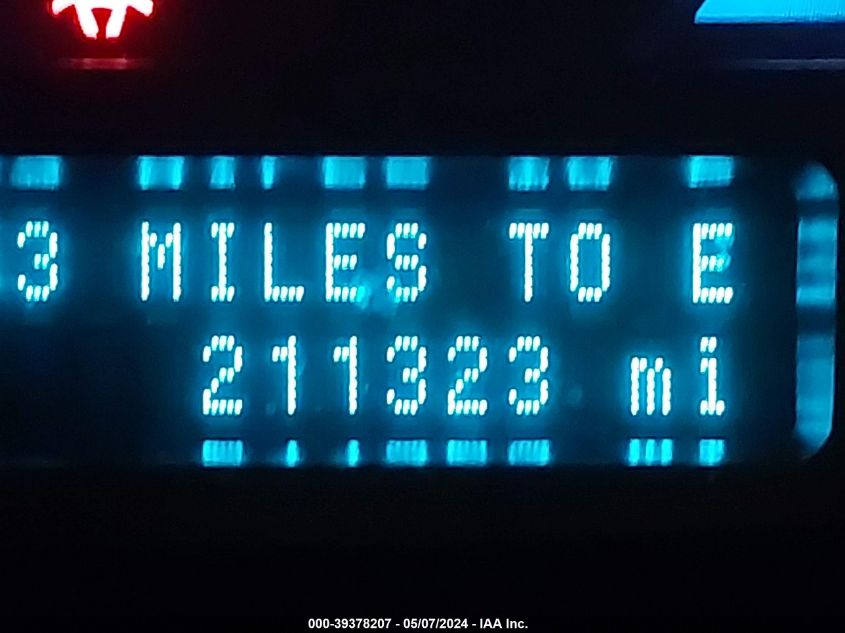 3 MILES TO E
211323 mi
000-39378207 - 05/07/2024 - IAA Inc.